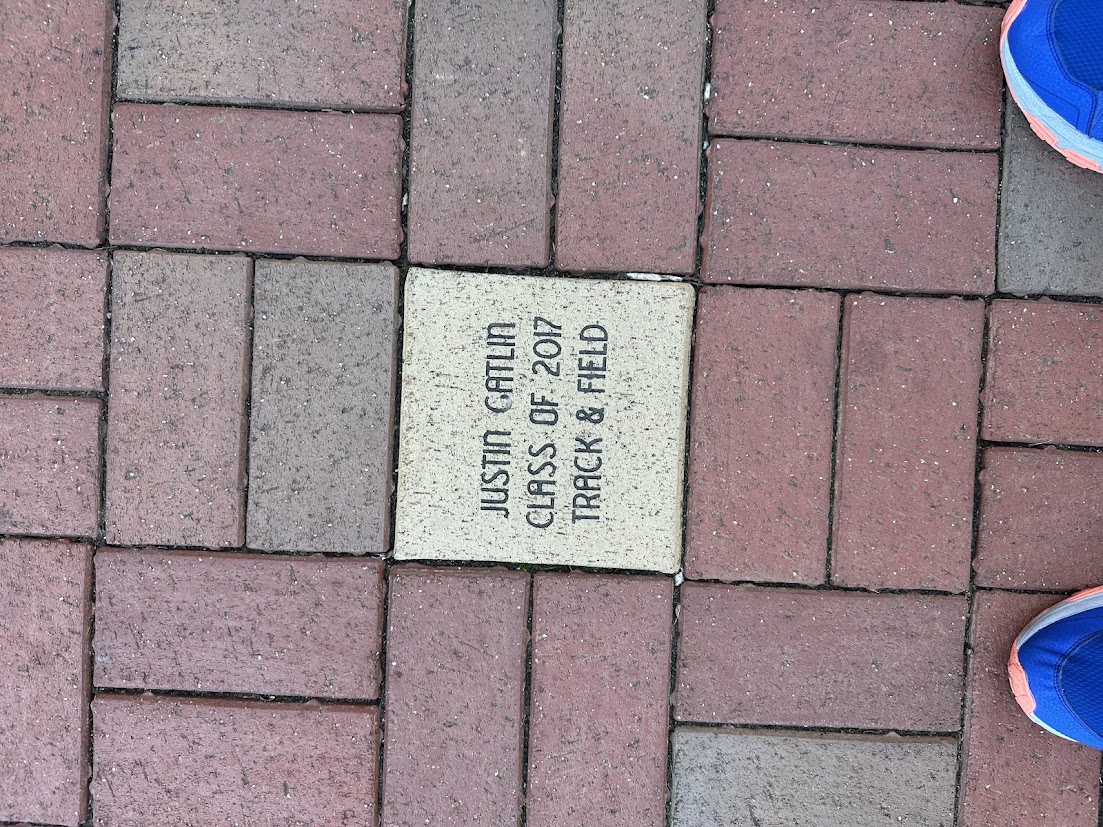 JUSTIN GATLIN
CLASS OF 2017
TRACK & FIELD